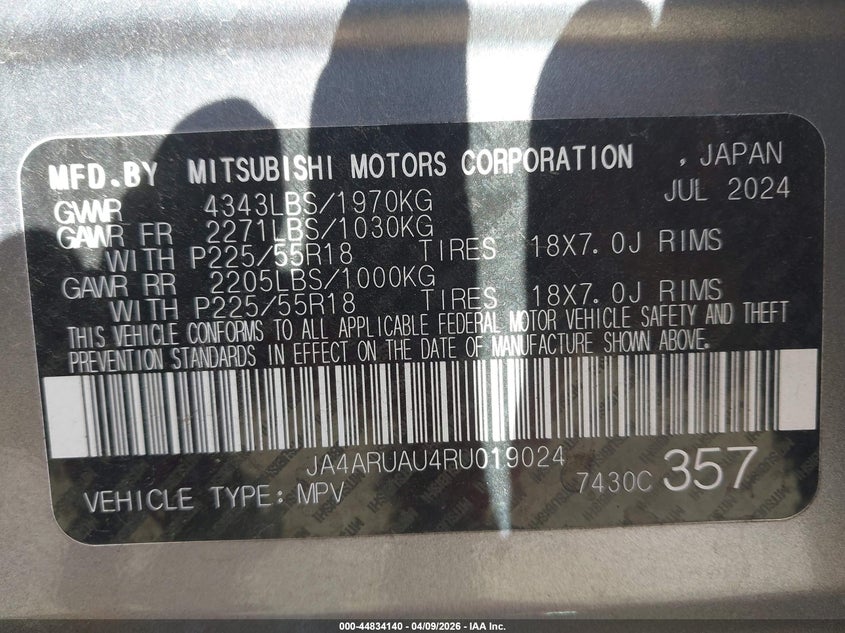 MFD.BY MITSUBISHI MOTORS CORPORATION , JAPAN
JUL 2024
GVWR 4343LBS/1970KG
GAWR FR 2271LBS/1030KG
WITH P225/55R18 TIRES 18X7.0J RIMS
GAWR RR 2205LBS/1000KG
WITH P225/55R18 TIRES 18X7.0J RIMS
THIS VEHICLE CONFORMS TO ALL APPLICABLE FEDERAL MOTOR VEHICLE SAFETY AND THEFT
PREVENTION STANDARDS IN EFFECT ON THE DATE OF MANUFACTURE SHOWN ABOVE.
JA4ARUAU4RU019024
VEHICLE TYPE: MPV 7430C 357
000-44834140 - 04/09/2026 - IAA Inc.